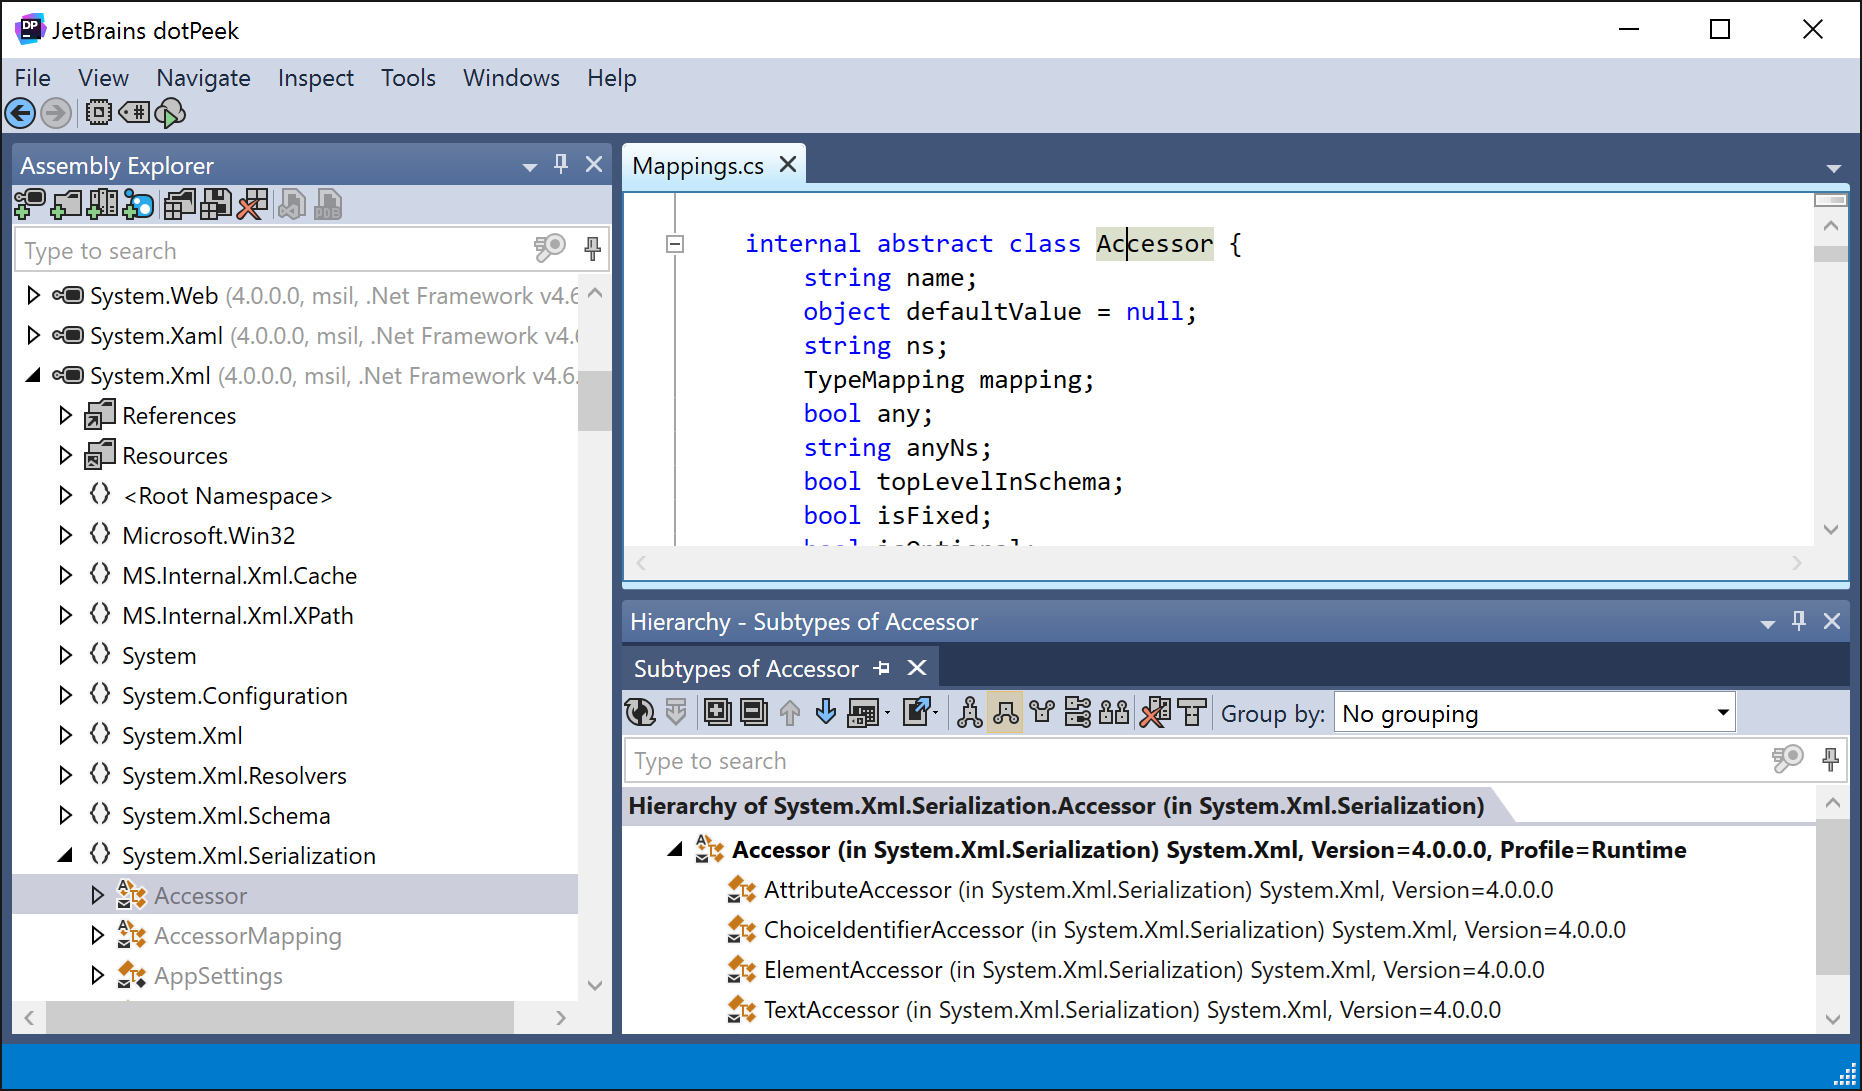 DP JetBrains dotPeek
File View Navigate Inspect Tools Windows Help
Assembly Explorer
Type to search
System.Web (4.0.0.0, msil, .Net Framework v4.6
System.Xaml (4.0.0.0, msil, .Net Framework v4.6
System.Xml (4.0.0.0, msil, .Net Framework v4.6.
References
Resources
<Root Namespace>
Microsoft.Win32
MS.Internal.Xml.Cache
MS.Internal.Xml.XPath
System
System.Configuration
System.Xml
System.Xml.Resolvers
System.Xml.Schema
System.Xml.Serialization
Accessor
AccessorMapping
AppSettings
Mappings.cs
internal abstract class Accessor {
string name;
object defaultValue = null;
string ns;
TypeMapping mapping;
bool any;
string anyNs;
bool topLevelInSchema;
bool isFixed;
bool isOptional;
Hierarchy - Subtypes of Accessor
Subtypes of Accessor
Group by: No grouping
Type to search
Hierarchy of System.Xml.Serialization.Accessor (in System.Xml.Serialization)
Accessor (in System.Xml.Serialization) System.Xml, Version=4.0.0.0, Profile=Runtime
AttributeAccessor (in System.Xml.Serialization) System.Xml, Version=4.0.0.0
ChoiceIdentifierAccessor (in System.Xml.Serialization) System.Xml, Version=4.0.0.0
ElementAccessor (in System.Xml.Serialization) System.Xml, Version=4.0.0.0
TextAccessor (in System.Xml.Serialization) System.Xml, Version=4.0.0.0